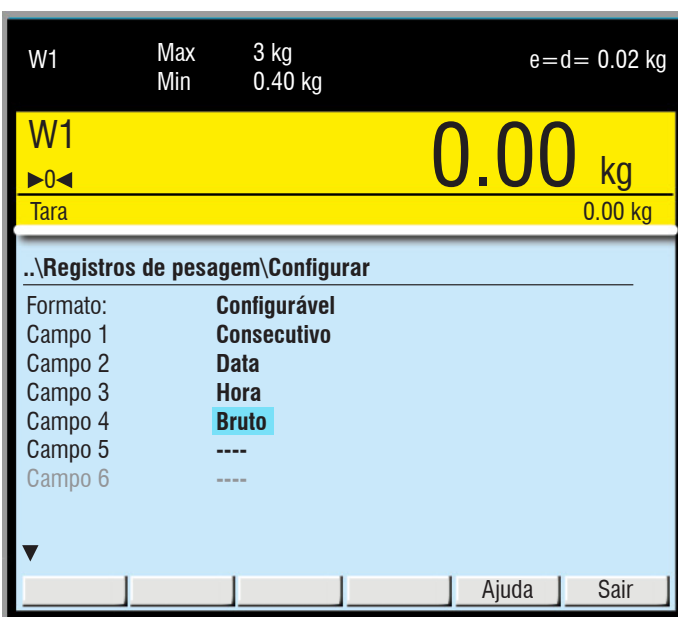 W1 Max 3 kg e=d= 0.02 kg
Min 0.40 kg
W1 0.00 kg
▶0◀
Tara 0.00 kg
..\Registros de pesagem\Configurar
Formato: Configurável
Campo 1 Consecutivo
Campo 2 Data
Campo 3 Hora
Campo 4 Bruto
Campo 5 ----
Campo 6 ----
▼
Ajuda Sair